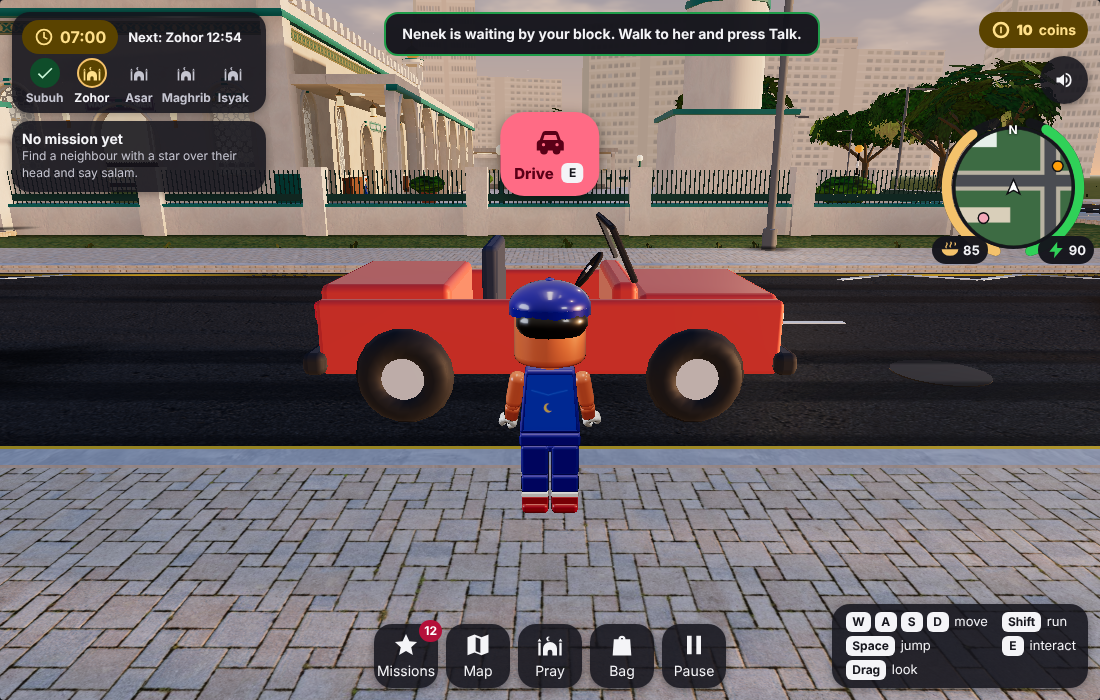 07:00
Next: Zohor 12:54
Subuh
Zohor
Asar
Maghrib
Isyak
No mission yet
Find a neighbour with a star over their
head and say salam.
Nenek is waiting by your block. Walk to her and press Talk.
10 coins
Drive E
N
85
90
12
Missions
Map
Pray
Bag
Pause
W A S D move
Shift run
Space jump
E interact
Drag look